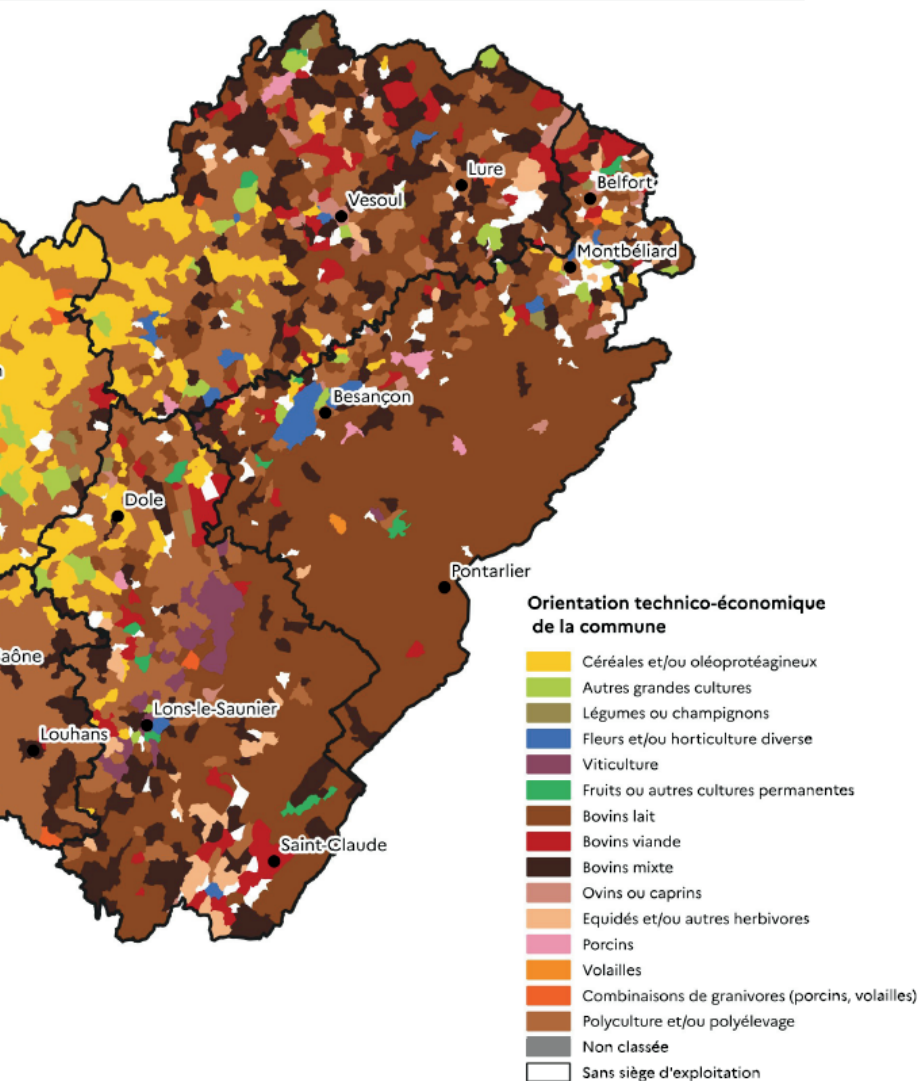 Lure
Belfort
Vesoul
Montbéliard
Besançon
Dole
Pontarlier
aône
Lons-le-Saunier
Louhans
Saint-Claude
Orientation technico-économique
de la commune
Céréales et/ou oléoprotéagineux
Autres grandes cultures
Légumes ou champignons
Fleurs et/ou horticulture diverse
Viticulture
Fruits ou autres cultures permanentes
Bovins lait
Bovins viande
Bovins mixte
Ovins ou caprins
Equidés et/ou autres herbivores
Porcins
Volailles
Combinaisons de granivores (porcins, volailles)
Polyculture et/ou polyélevage
Non classée
Sans siège d'exploitation